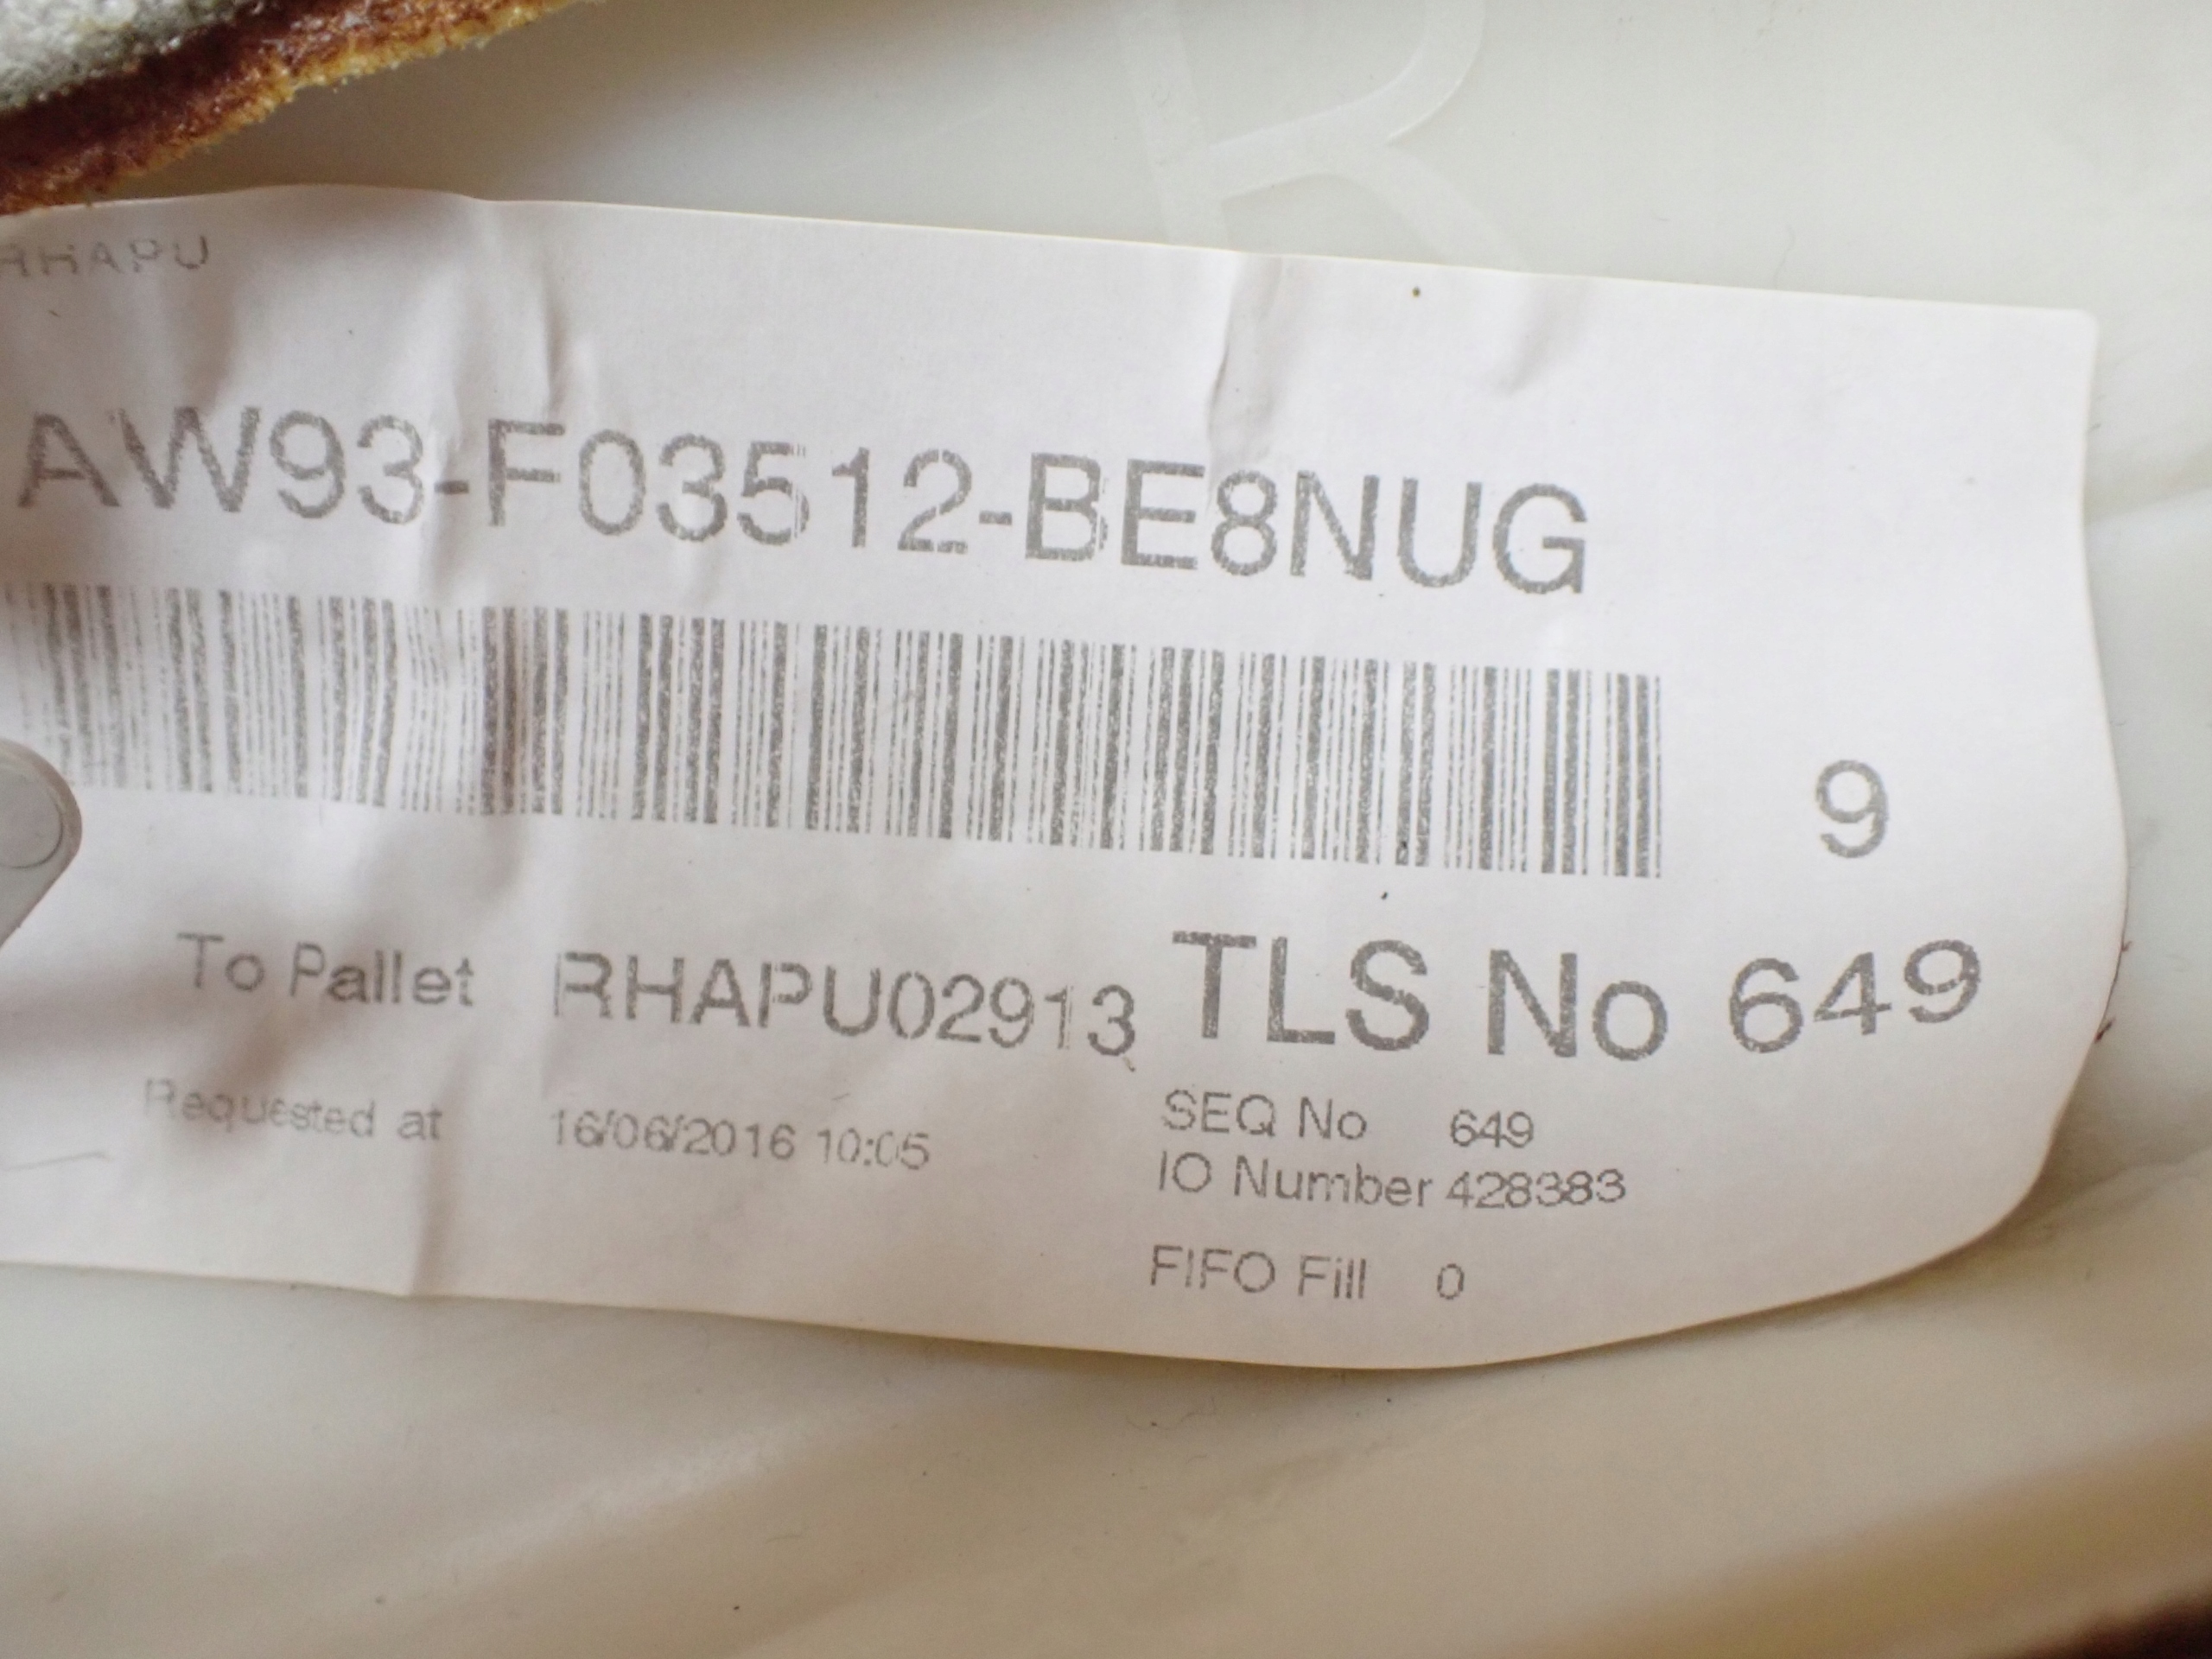 RHAPU
AW93-F03512-BE8NUG
9
To Pallet RHAPU02913 TLS No 649
Requested at 16/06/2016 10:05
SEQ No 649
IO Number 428383
FIFO Fill 0
R